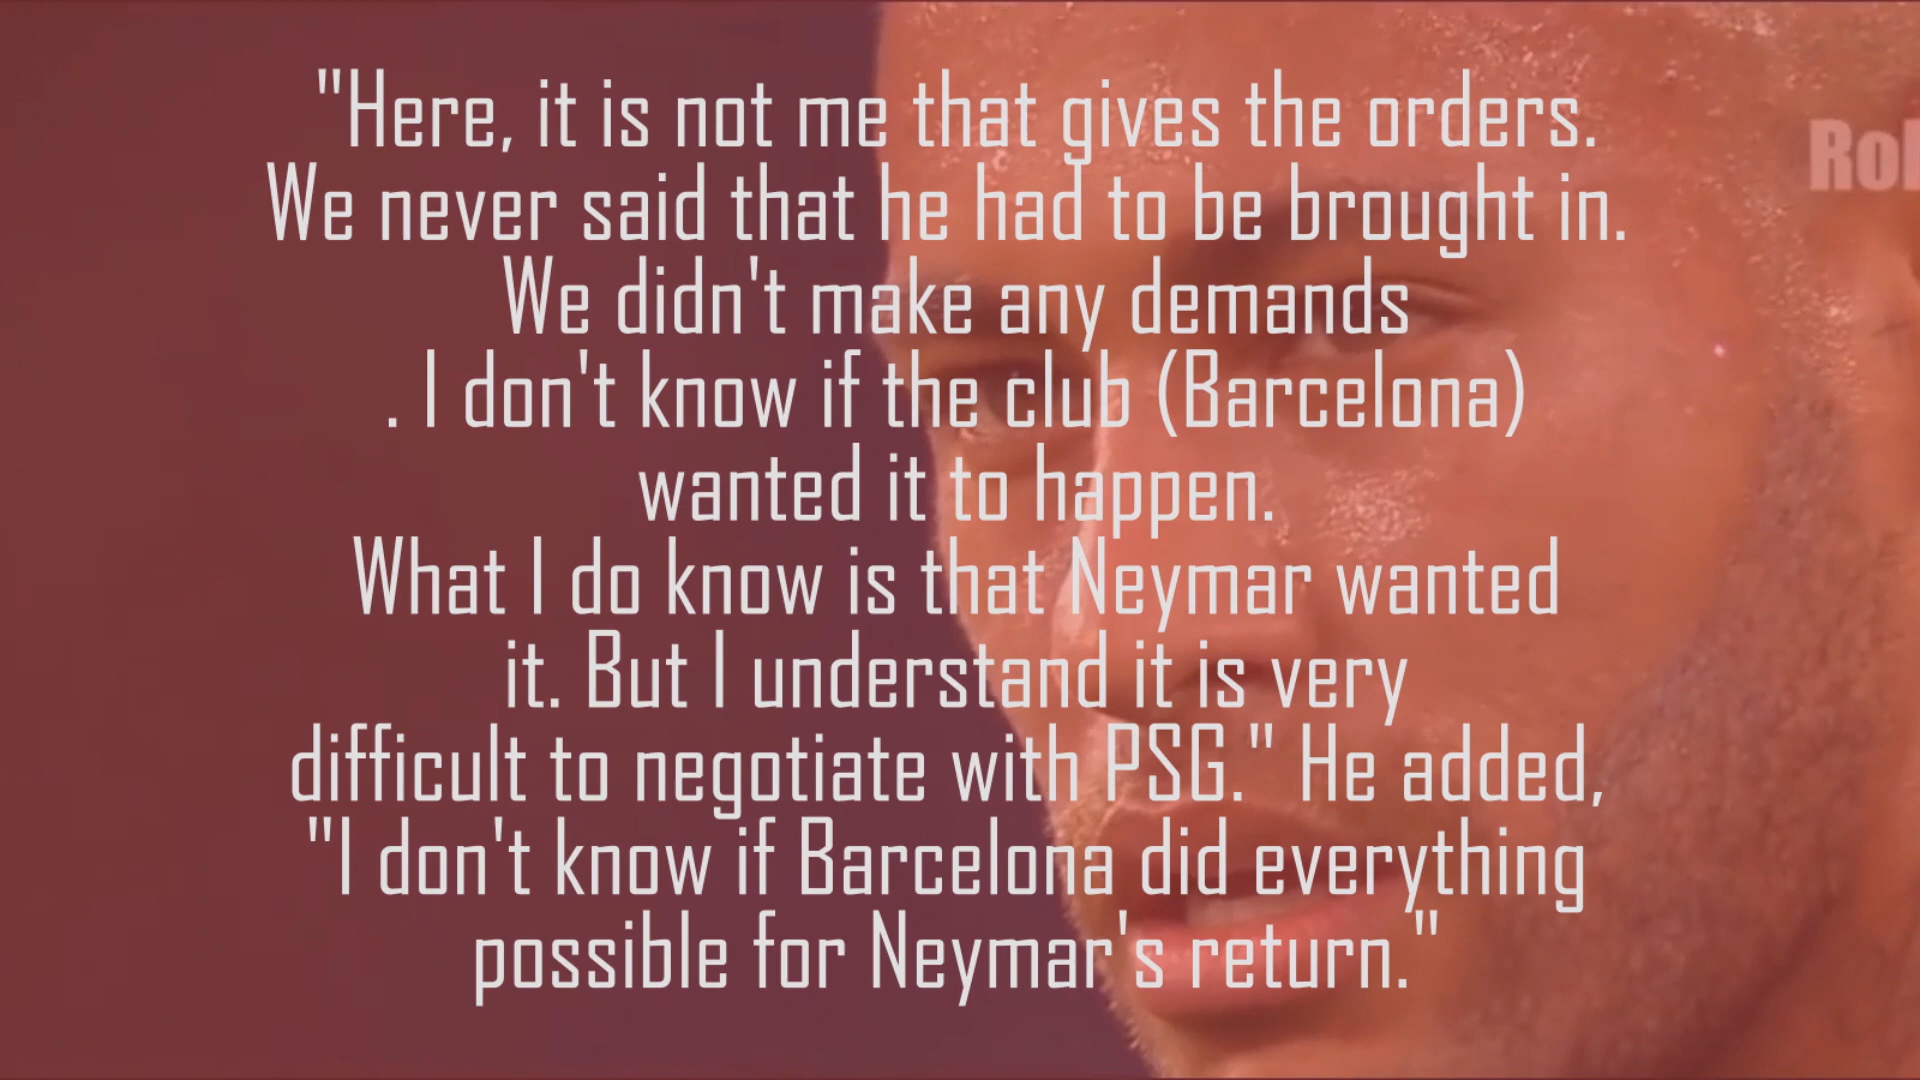 "Here, it is not me that gives the orders.
We never said that he had to be brought in.
We didn't make any demands
. I don't know if the club (Barcelona)
wanted it to happen.
What I do know is that Neymar wanted
it. But I understand it is very
difficult to negotiate with PSG." He added,
"I don't know if Barcelona did everything
possible for Neymar's return."